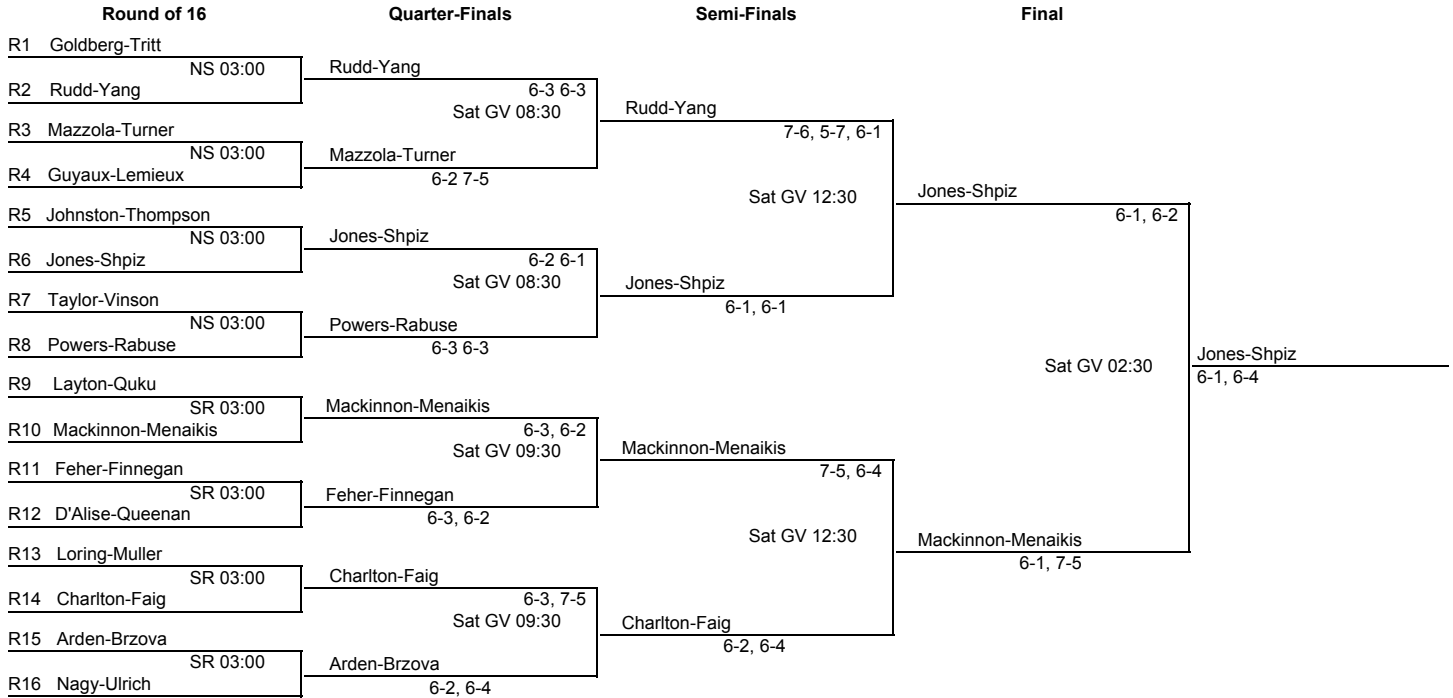 Round of 16 Quarter-Finals Semi-Finals Final
R1 Goldberg-Tritt
NS 03:00 Rudd-Yang
R2 Rudd-Yang 6-3 6-3
Sat GV 08:30 Rudd-Yang
R3 Mazzola-Turner 7-6, 5-7, 6-1
NS 03:00 Mazzola-Turner
R4 Guyaux-Lemieux 6-2 7-5
Sat GV 12:30 Jones-Shpiz
R5 Johnston-Thompson 6-1, 6-2
NS 03:00 Jones-Shpiz
R6 Jones-Shpiz 6-2 6-1
Sat GV 08:30 Jones-Shpiz
R7 Taylor-Vinson 6-1, 6-1
NS 03:00 Powers-Rabuse
R8 Powers-Rabuse 6-3 6-3
Sat GV 02:30 Jones-Shpiz
R9 Layton-Quku 6-1, 6-4
SR 03:00 Mackinnon-Menaikis
R10 Mackinnon-Menaikis 6-3, 6-2
Sat GV 09:30 Mackinnon-Menaikis
R11 Feher-Finnegan 7-5, 6-4
SR 03:00 Feher-Finnegan
R12 D'Alise-Queenan 6-3, 6-2
Sat GV 12:30 Mackinnon-Menaikis
R13 Loring-Muller 6-1, 7-5
SR 03:00 Charlton-Faig
R14 Charlton-Faig 6-3, 7-5
Sat GV 09:30 Charlton-Faig
R15 Arden-Brzova 6-2, 6-4
SR 03:00 Arden-Brzova
R16 Nagy-Ulrich 6-2, 6-4